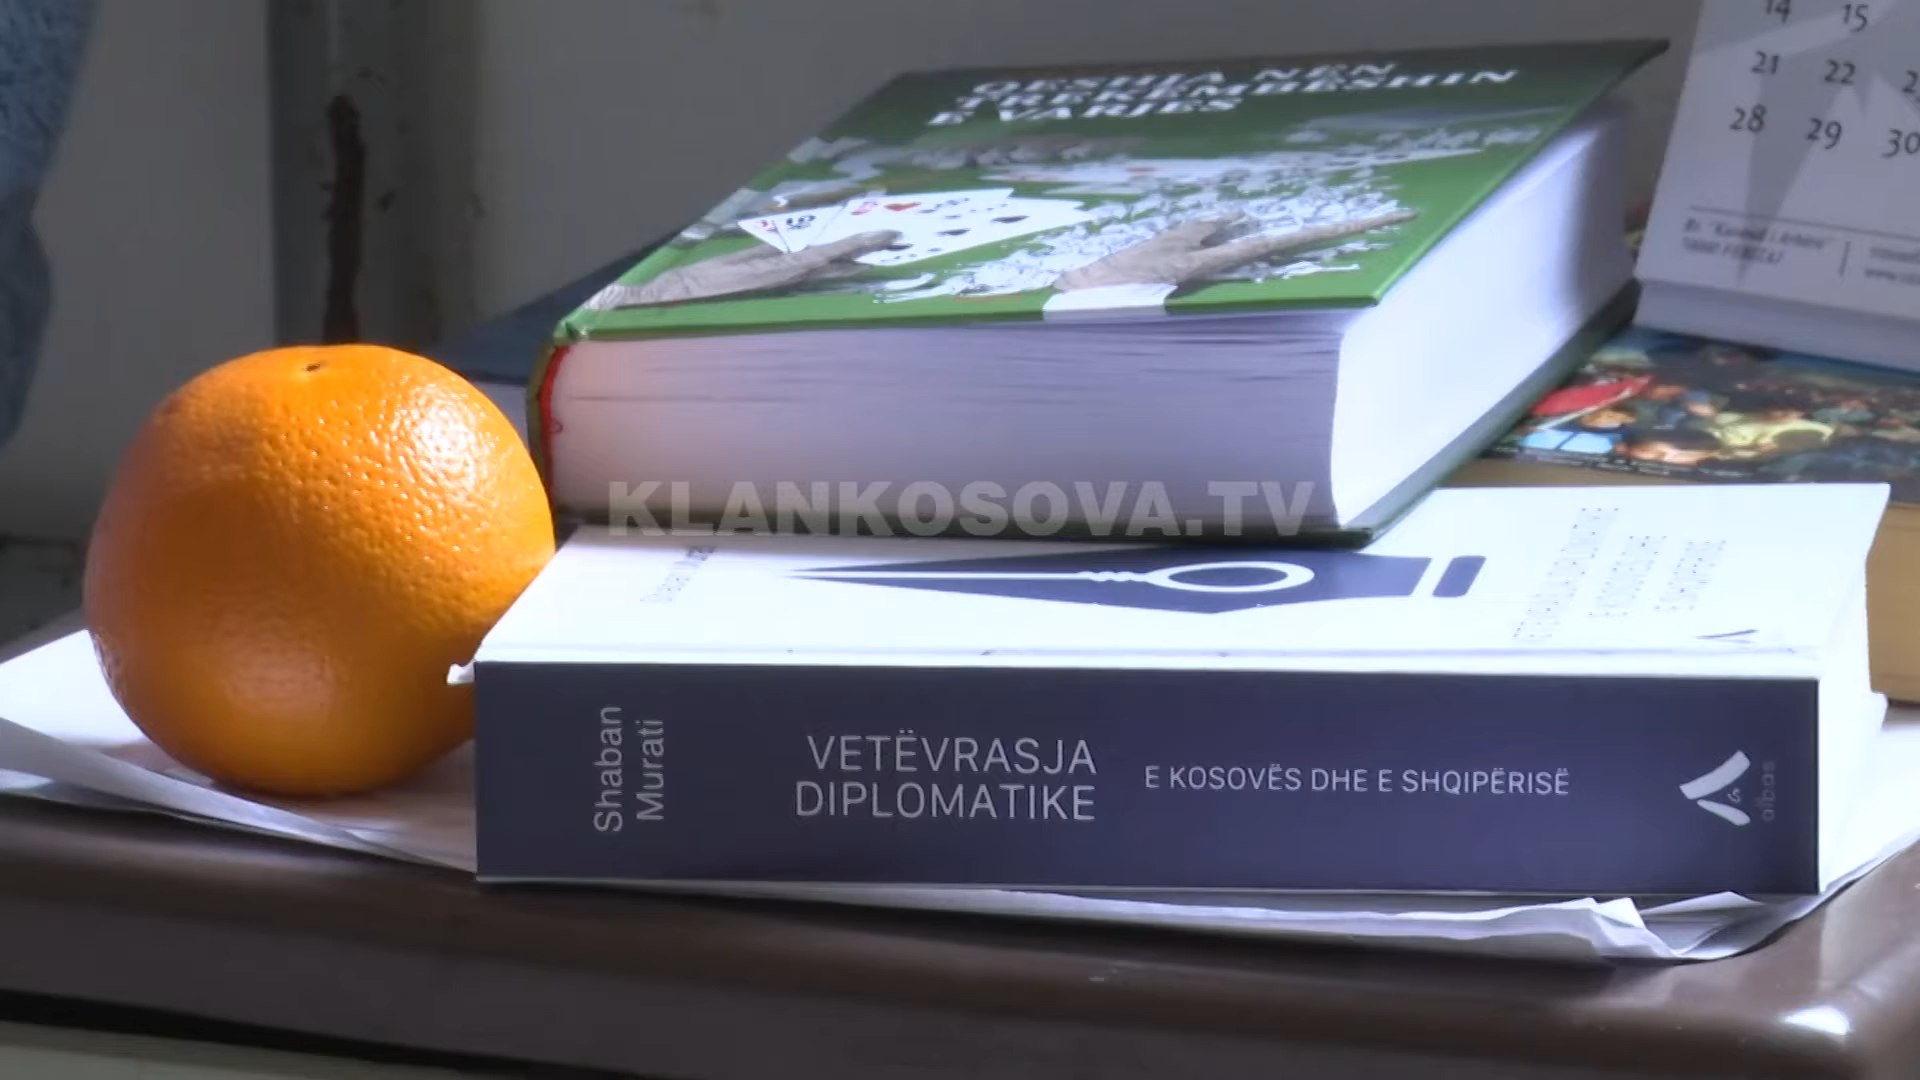 14 15
21 22
28 29 30
QESHJA NËN
TREKËMBËSHIN
E VARJES
KLANKOSOVA.TV
Shaban
Murati
VETËVRASJA
DIPLOMATIKE
E KOSOVËS DHE E SHQIPËRISË
albas